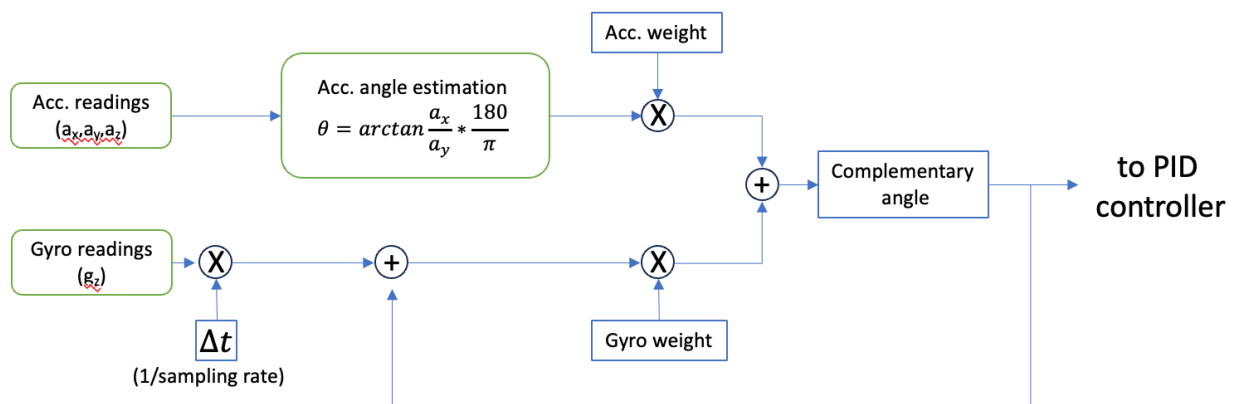 Acc. weight
Acc. readings
(ax,ay,az)
Acc. angle estimation
θ = arctan ax/ay * 180/π
X
+
Complementary
angle
to PID
controller
Gyro readings
(gz)
X
+
X
Δt
(1/sampling rate)
Gyro weight